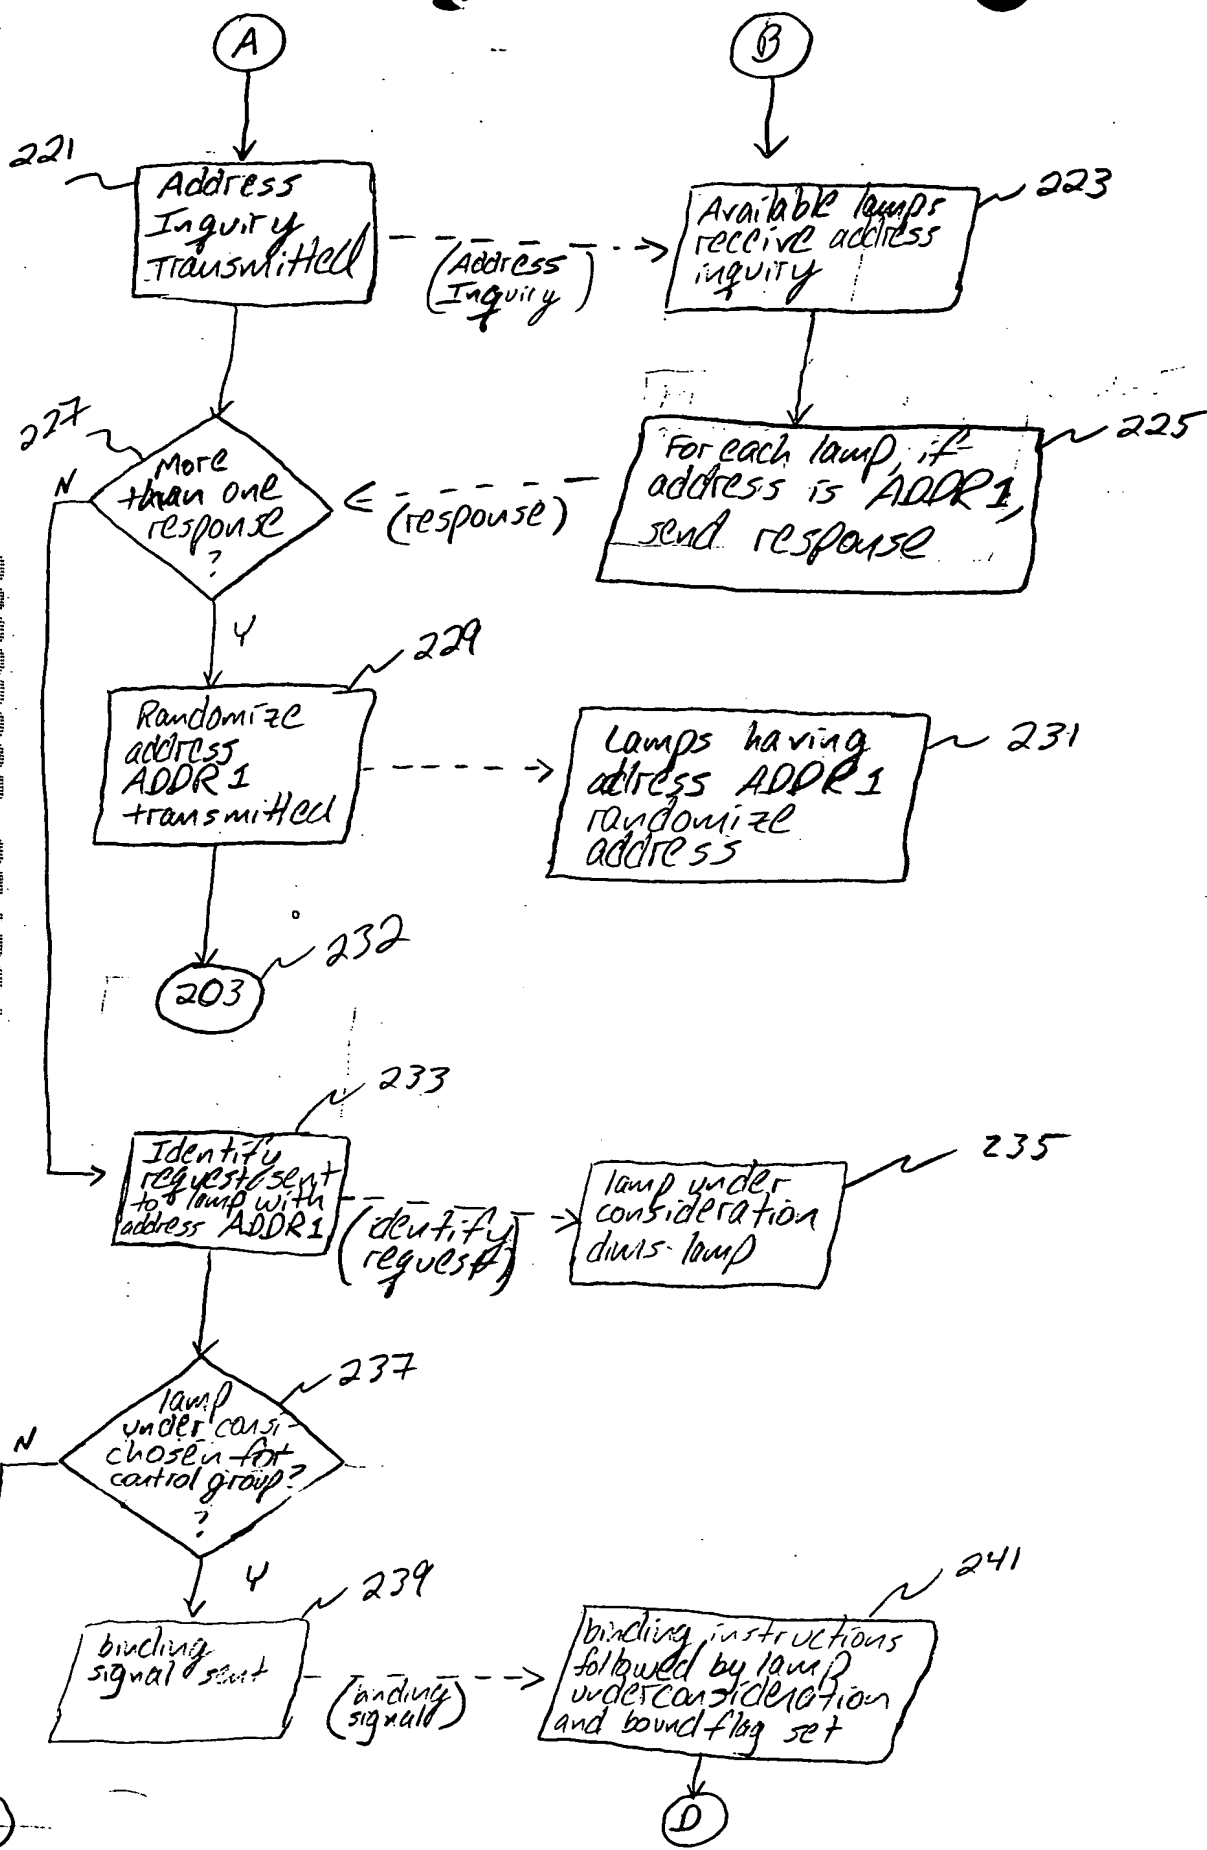 A
B
221
Address
Inquiry
Transmitted
(Address
Inquiry)
223
Available lamps
receive address
inquiry
227
More
than one
response
?
N
Y
(response)
225
For each lamp, if
address is ADDR1,
send response
229
Randomize
address
ADDR1
transmitted
231
Lamps having
address ADDR1
randomize
address
232
203
233
Identify
request sent
to lamp with
address ADDR1
(identify
request)
235
lamp under
consideration
dims lamp
237
lamp
under consi-
chosen for
control group?
?
N
Y
239
binding
signal sent
(binding
signal)
241
binding instructions
followed by lamp
under consideration
and bound flag set
D